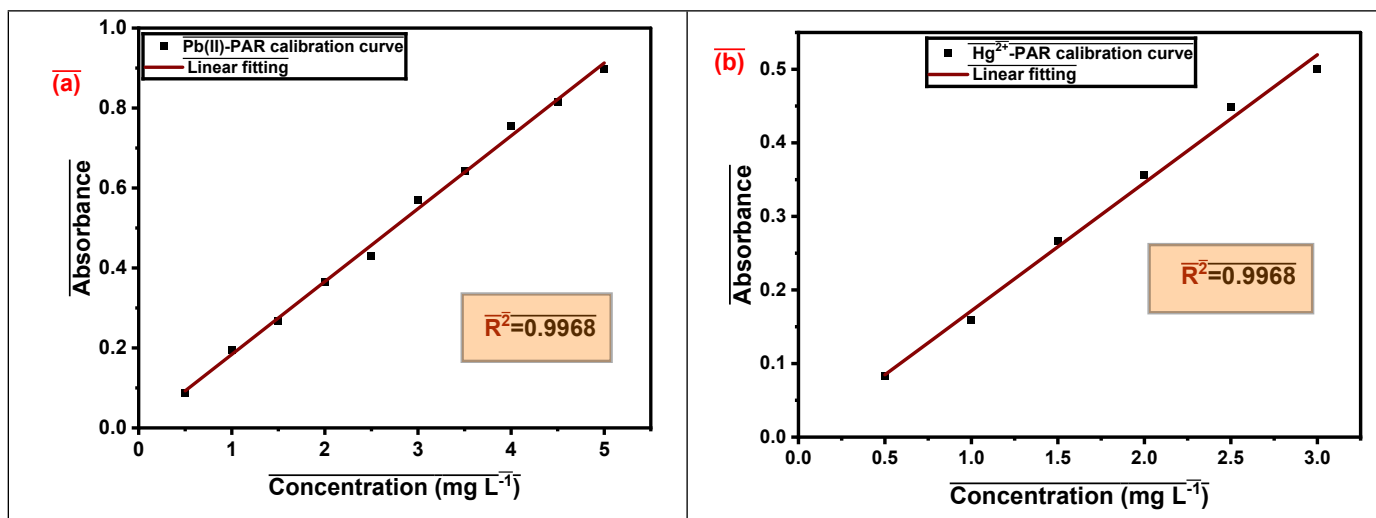 (a)
Pb(II)-PAR calibration curve
Linear fitting
Absorbance
1.0
0.8
0.6
0.4
0.2
0.0
R²=0.9968
0 1 2 3 4 5
Concentration (mg L⁻¹)
(b)
Hg²⁺-PAR calibration curve
Linear fitting
Absorbance
0.5
0.4
0.3
0.2
0.1
0.0
R²=0.9968
0.0 0.5 1.0 1.5 2.0 2.5 3.0
Concentration (mg L⁻¹)